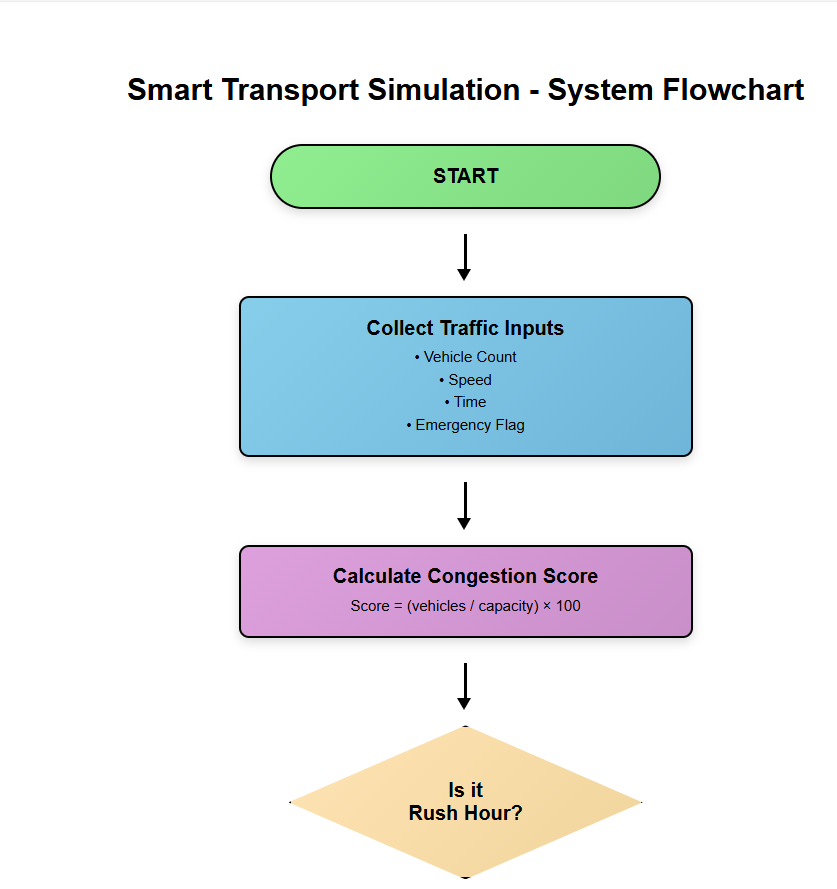 Smart Transport Simulation - System Flowchart
START
Collect Traffic Inputs
• Vehicle Count
• Speed
• Time
• Emergency Flag
Calculate Congestion Score
Score = (vehicles / capacity) × 100
Is it
Rush Hour?